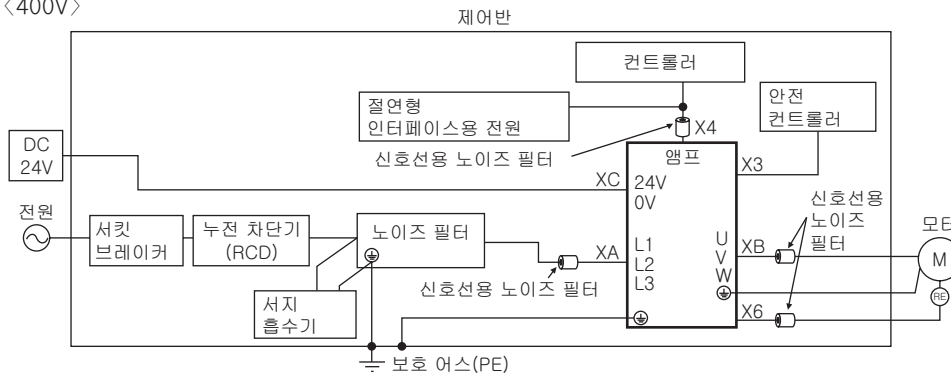 〈400V〉
제어반
컨트롤러
절연형
인터페이스용 전원
안전
컨트롤러
DC
24V
신호선용 노이즈 필터
X4
앰프
X3
XC
24V
0V
전원
서킷
브레이커
누전 차단기
(RCD)
노이즈 필터
신호선용
노이즈
필터
모터
XA
L1
L2
L3
U
V
W
XB
M
RE
서지
흡수기
신호선용 노이즈 필터
X6
보호 어스(PE)